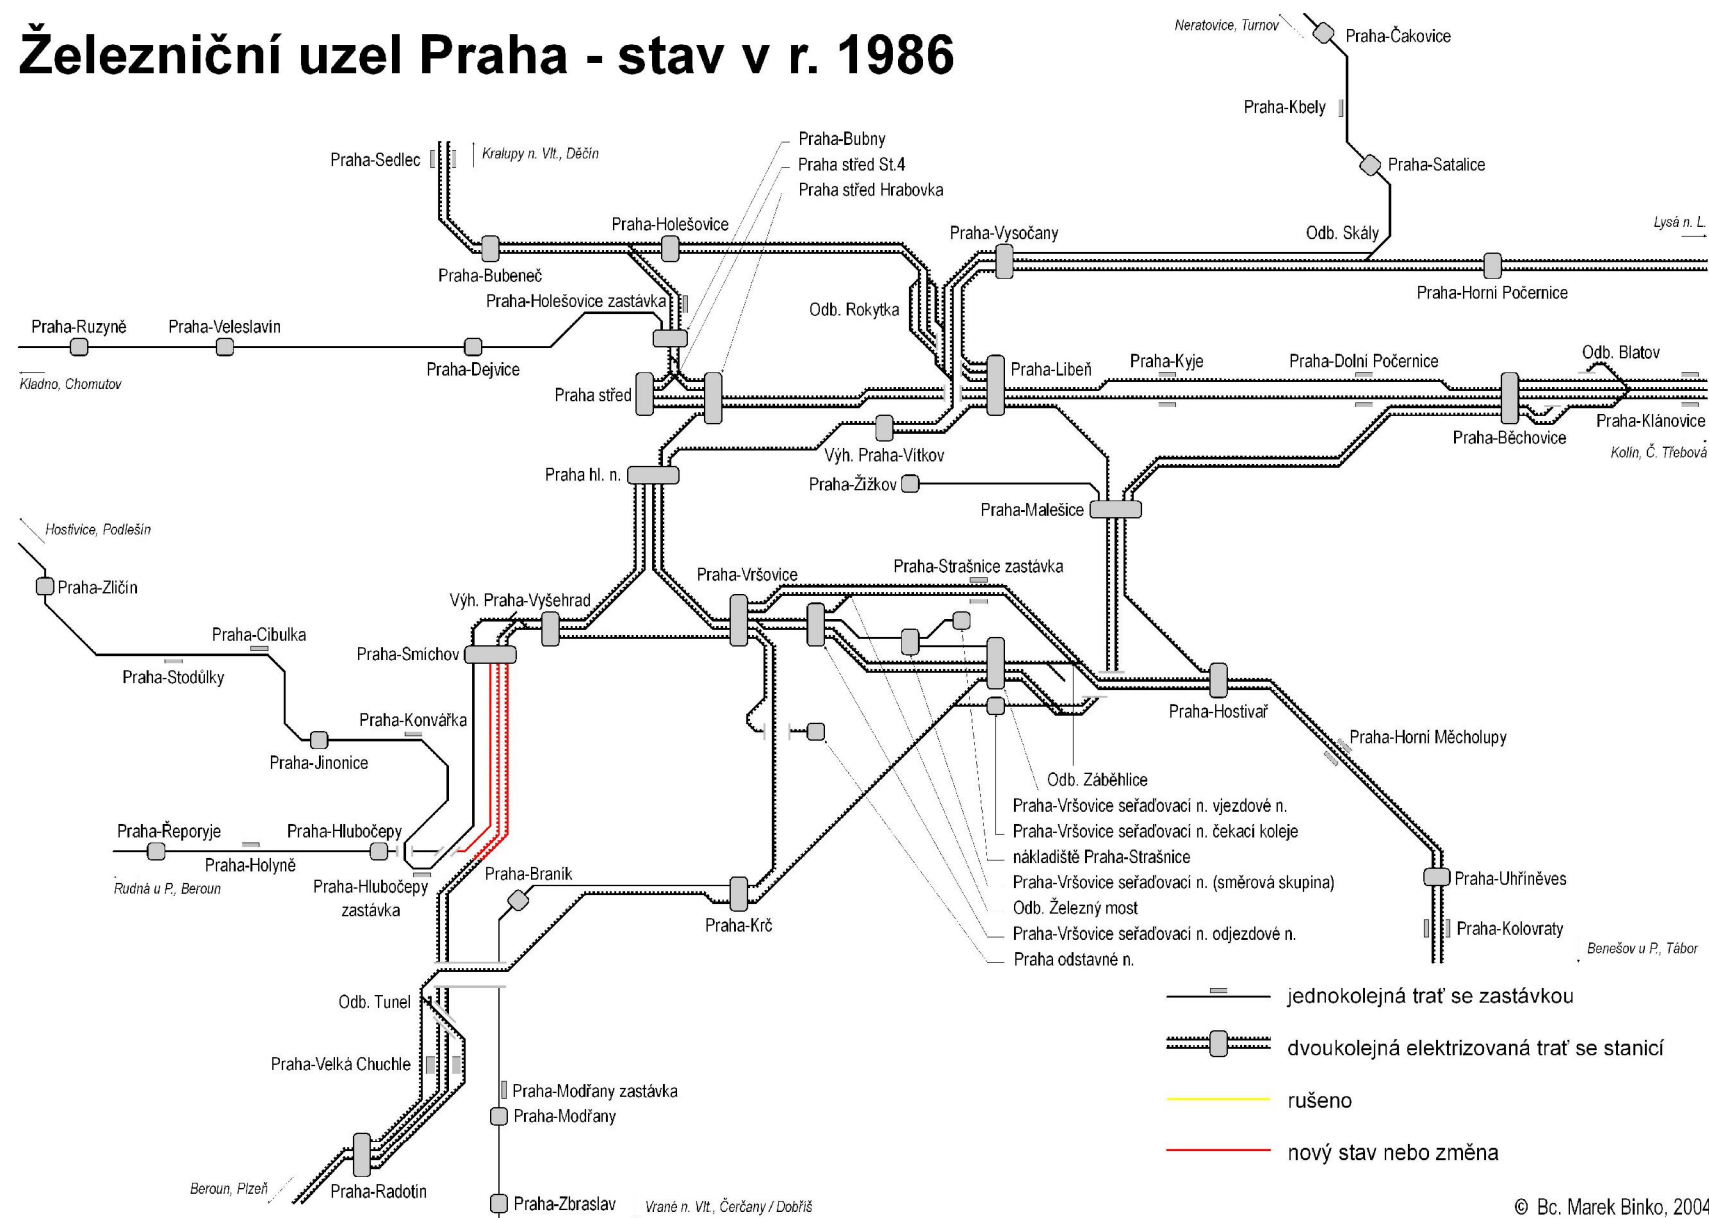 Železniční uzel Praha - stav v r. 1986
Neratovice, Turnov
Praha-Čakovice
Praha-Kbely
Praha-Satalice
Praha-Bubny
Praha střed St.4
Praha střed Hrabovka
Praha-Sedlec
Kralupy n. Vlt., Děčín
Praha-Holešovice
Praha-Vysočany
Odb. Skály
Lysá n. L.
Praha-Bubeneč
Praha-Horní Počernice
Praha-Holešovice zastávka
Odb. Rokytka
Praha-Ruzyně
Praha-Veleslavín
Praha-Dejvice
Kladno, Chomutov
Praha střed
Praha-Libeň
Praha-Kyje
Praha-Dolní Počernice
Odb. Blatov
Praha-Klánovice
Praha-Běchovice
Kolín, Č. Třebová
Výh. Praha-Vítkov
Praha hl. n.
Praha-Žižkov
Praha-Malešice
Hostivice, Podlešín
Praha-Zličín
Praha-Vršovice
Praha-Strašnice zastávka
Výh. Praha-Vyšehrad
Praha-Cibulka
Praha-Smíchov
Praha-Stodůlky
Praha-Konvářka
Praha-Hostivař
Praha-Jinonice
Praha-Horní Měcholupy
Odb. Záběhlice
Praha-Vršovice seřaďovací n. vjezdové n.
Praha-Vršovice seřaďovací n. čekací koleje
nákladiště Praha-Strašnice
Praha-Vršovice seřaďovací n. (směrová skupina)
Odb. Železný most
Praha-Vršovice seřaďovací n. odjezdové n.
Praha odstavné n.
Praha-Řeporyje
Praha-Hlubočepy
Praha-Holyně
Rudná u P., Beroun
Praha-Hlubočepy
zastávka
Praha-Braník
Praha-Krč
Praha-Uhříněves
Praha-Kolovraty
Benešov u P., Tábor
Odb. Tunel
Praha-Velká Chuchle
Praha-Modřany zastávka
Praha-Modřany
Beroun, Plzeň
Praha-Radotín
Praha-Zbraslav
Vrané n. Vlt., Čerčany / Dobříš
jednokolejná trať se zastávkou
dvoukolejná elektrizovaná trať se stanicí
rušeno
nový stav nebo změna
© Bc. Marek Binko, 2004